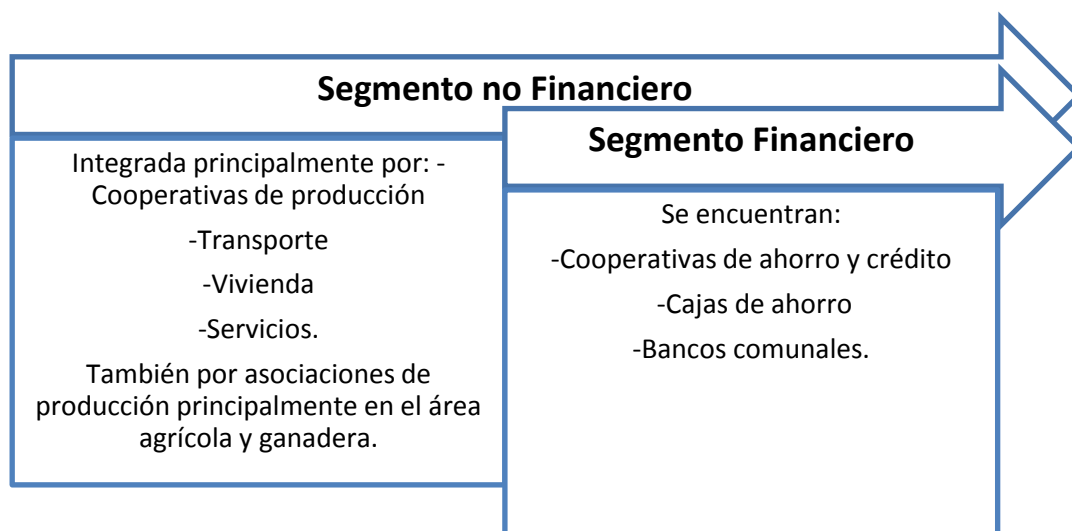 Segmento no Financiero
Integrada principalmente por: -
Cooperativas de producción
-Transporte
-Vivienda
-Servicios.
También por asociaciones de
producción principalmente en el área
agrícola y ganadera.
Segmento Financiero
Se encuentran:
-Cooperativas de ahorro y crédito
-Cajas de ahorro
-Bancos comunales.